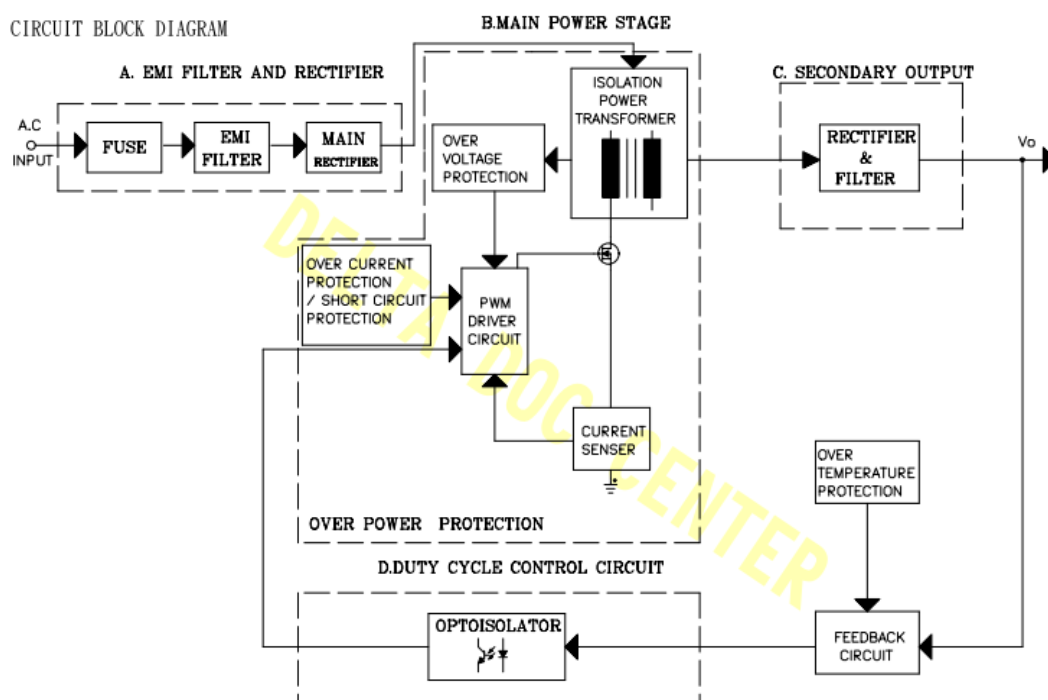 CIRCUIT BLOCK DIAGRAM
B.MAIN POWER STAGE
A. EMI FILTER AND RECTIFIER
C. SECONDARY OUTPUT
A.C
INPUT
FUSE
EMI
FILTER
MAIN
RECTIFIER
OVER
VOLTAGE
PROTECTION
ISOLATION
POWER
TRANSFORMER
RECTIFIER
&
FILTER
Vo
OVER CURRENT
PROTECTION
/ SHORT CIRCUIT
PROTECTION
PWM
DRIVER
CIRCUIT
CURRENT
SENSER
OVER
TEMPERATURE
PROTECTION
OVER POWER PROTECTION
D.DUTY CYCLE CONTROL CIRCUIT
OPTOISOLATOR
FEEDBACK
CIRCUIT
DELTA DOC CENTER